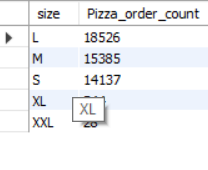 size Pizza_order_count
L 18526
M 15385
S 14137
XL
XL
XXL 28